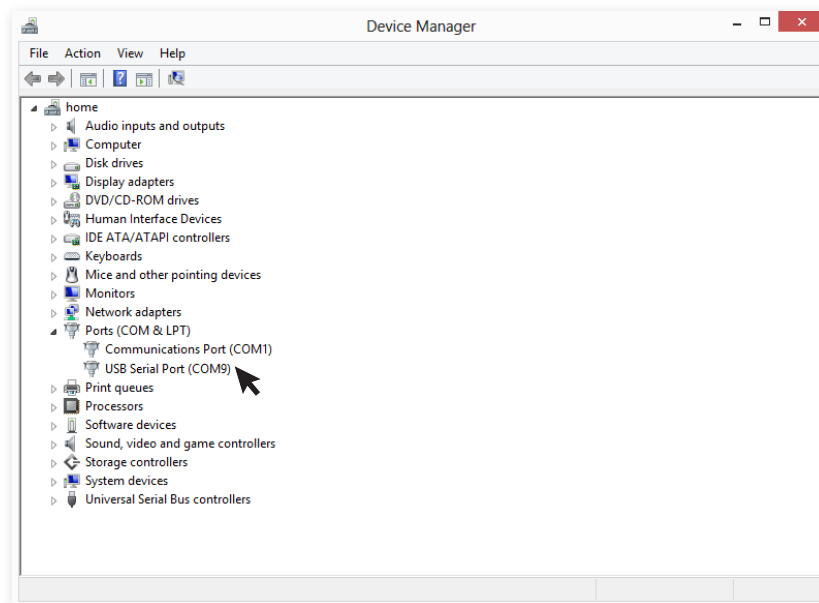 Device Manager
File Action View Help
home
Audio inputs and outputs
Computer
Disk drives
Display adapters
DVD/CD-ROM drives
Human Interface Devices
IDE ATA/ATAPI controllers
Keyboards
Mice and other pointing devices
Monitors
Network adapters
Ports (COM & LPT)
Communications Port (COM1)
USB Serial Port (COM9)
Print queues
Processors
Software devices
Sound, video and game controllers
Storage controllers
System devices
Universal Serial Bus controllers